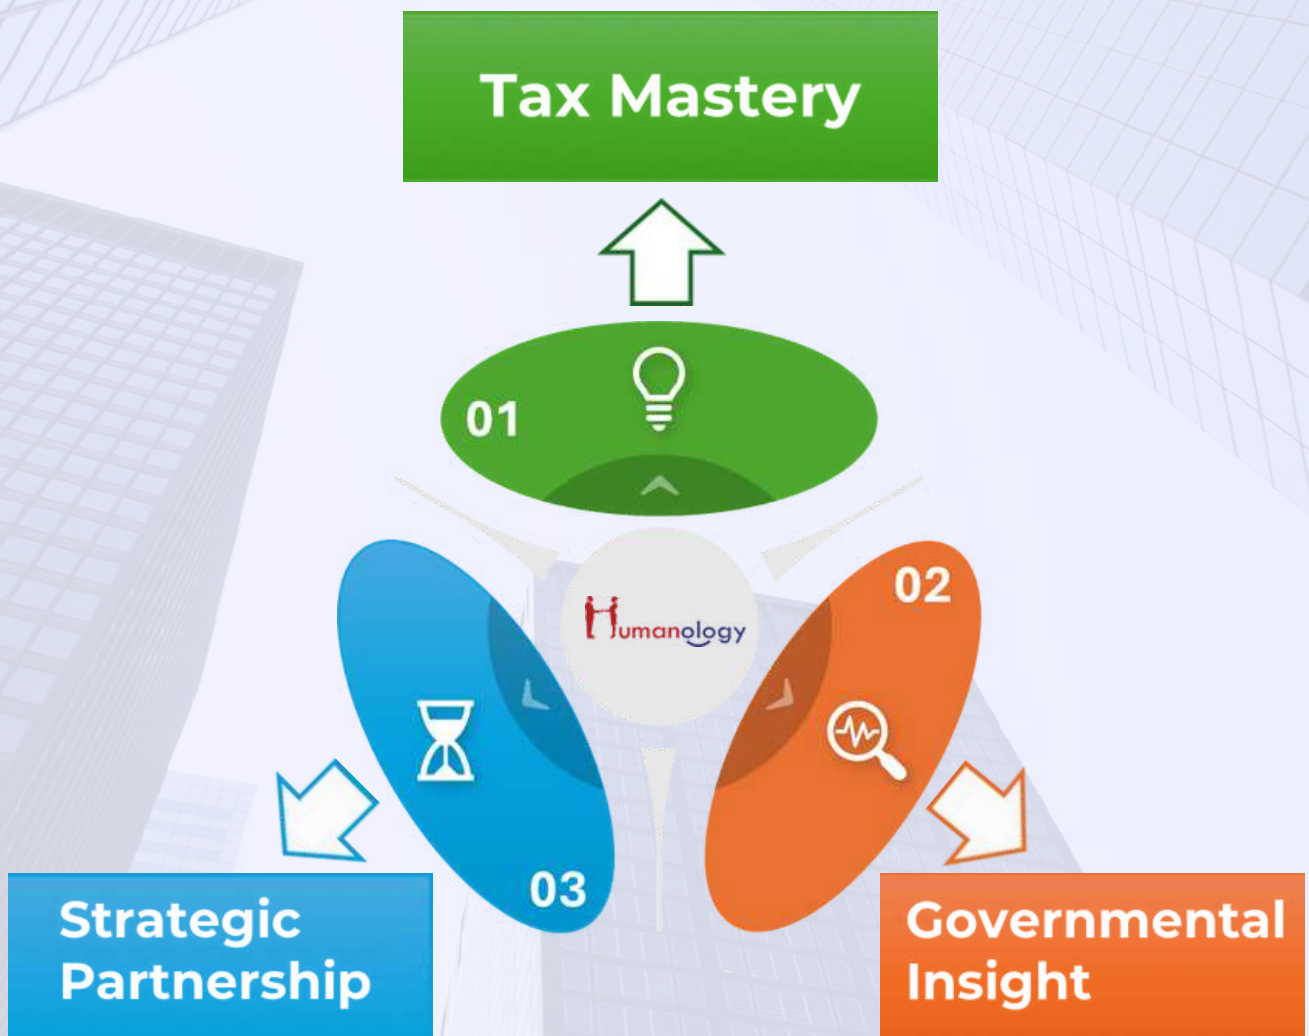 Tax Mastery
01
Humanology
02
03
Strategic
Partnership
Governmental
Insight